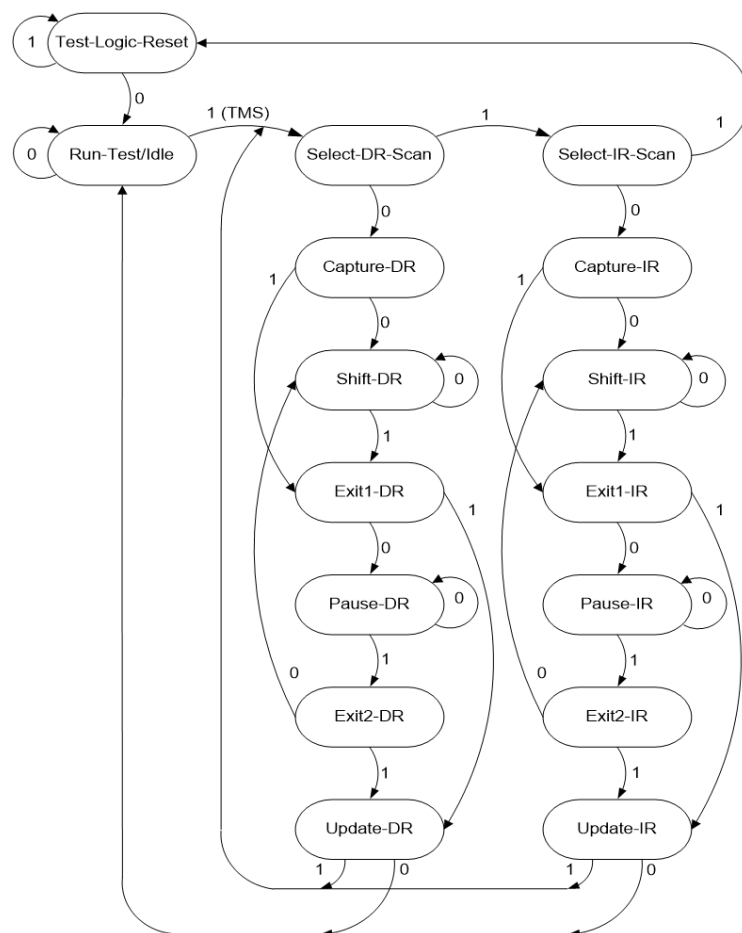 Test-Logic-Reset
1
0
1 (TMS)
1
1
0
Run-Test/Idle
Select-DR-Scan
Select-IR-Scan
0
0
Capture-DR
Capture-IR
1
1
0
0
Shift-DR
0
Shift-IR
0
1
1
Exit1-DR
Exit1-IR
1
1
0
0
Pause-DR
0
Pause-IR
0
1
1
0
0
Exit2-DR
Exit2-IR
1
1
Update-DR
Update-IR
1
0
1
0